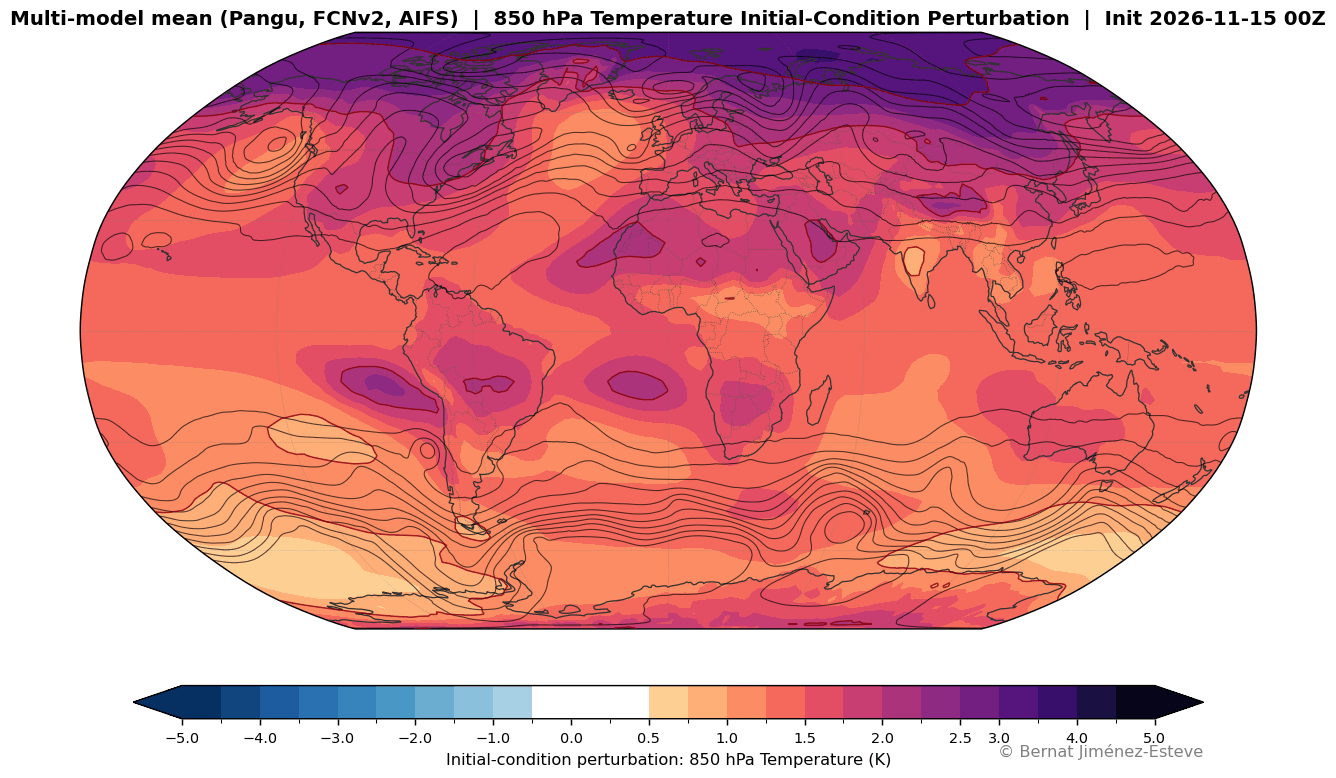 Multi-model mean (Pangu, FCNv2, AIFS)  |  850 hPa Temperature Initial-Condition Perturbation  |  Init 2026-11-15 00Z
−5.0 −4.0 −3.0 −2.0 −1.0 0.0 0.5 1.0 1.5 2.0 2.5 3.0 4.0 5.0
Initial-condition perturbation: 850 hPa Temperature (K)
© Bernat Jiménez-Esteve